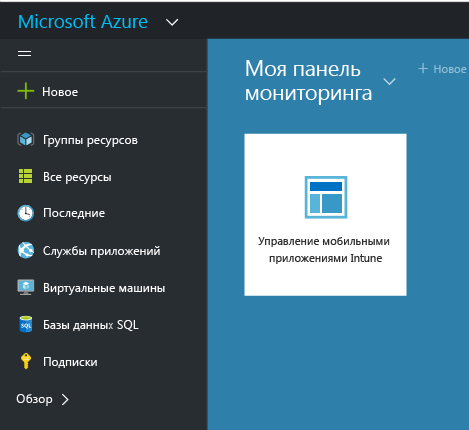 Microsoft Azure
Новое
Группы ресурсов
Все ресурсы
Последние
Службы приложений
Виртуальные машины
SQL
Базы данных SQL
Подписки
Обзор
Моя панель
мониторинга
+ Новое
Управление мобильными
приложениями Intune